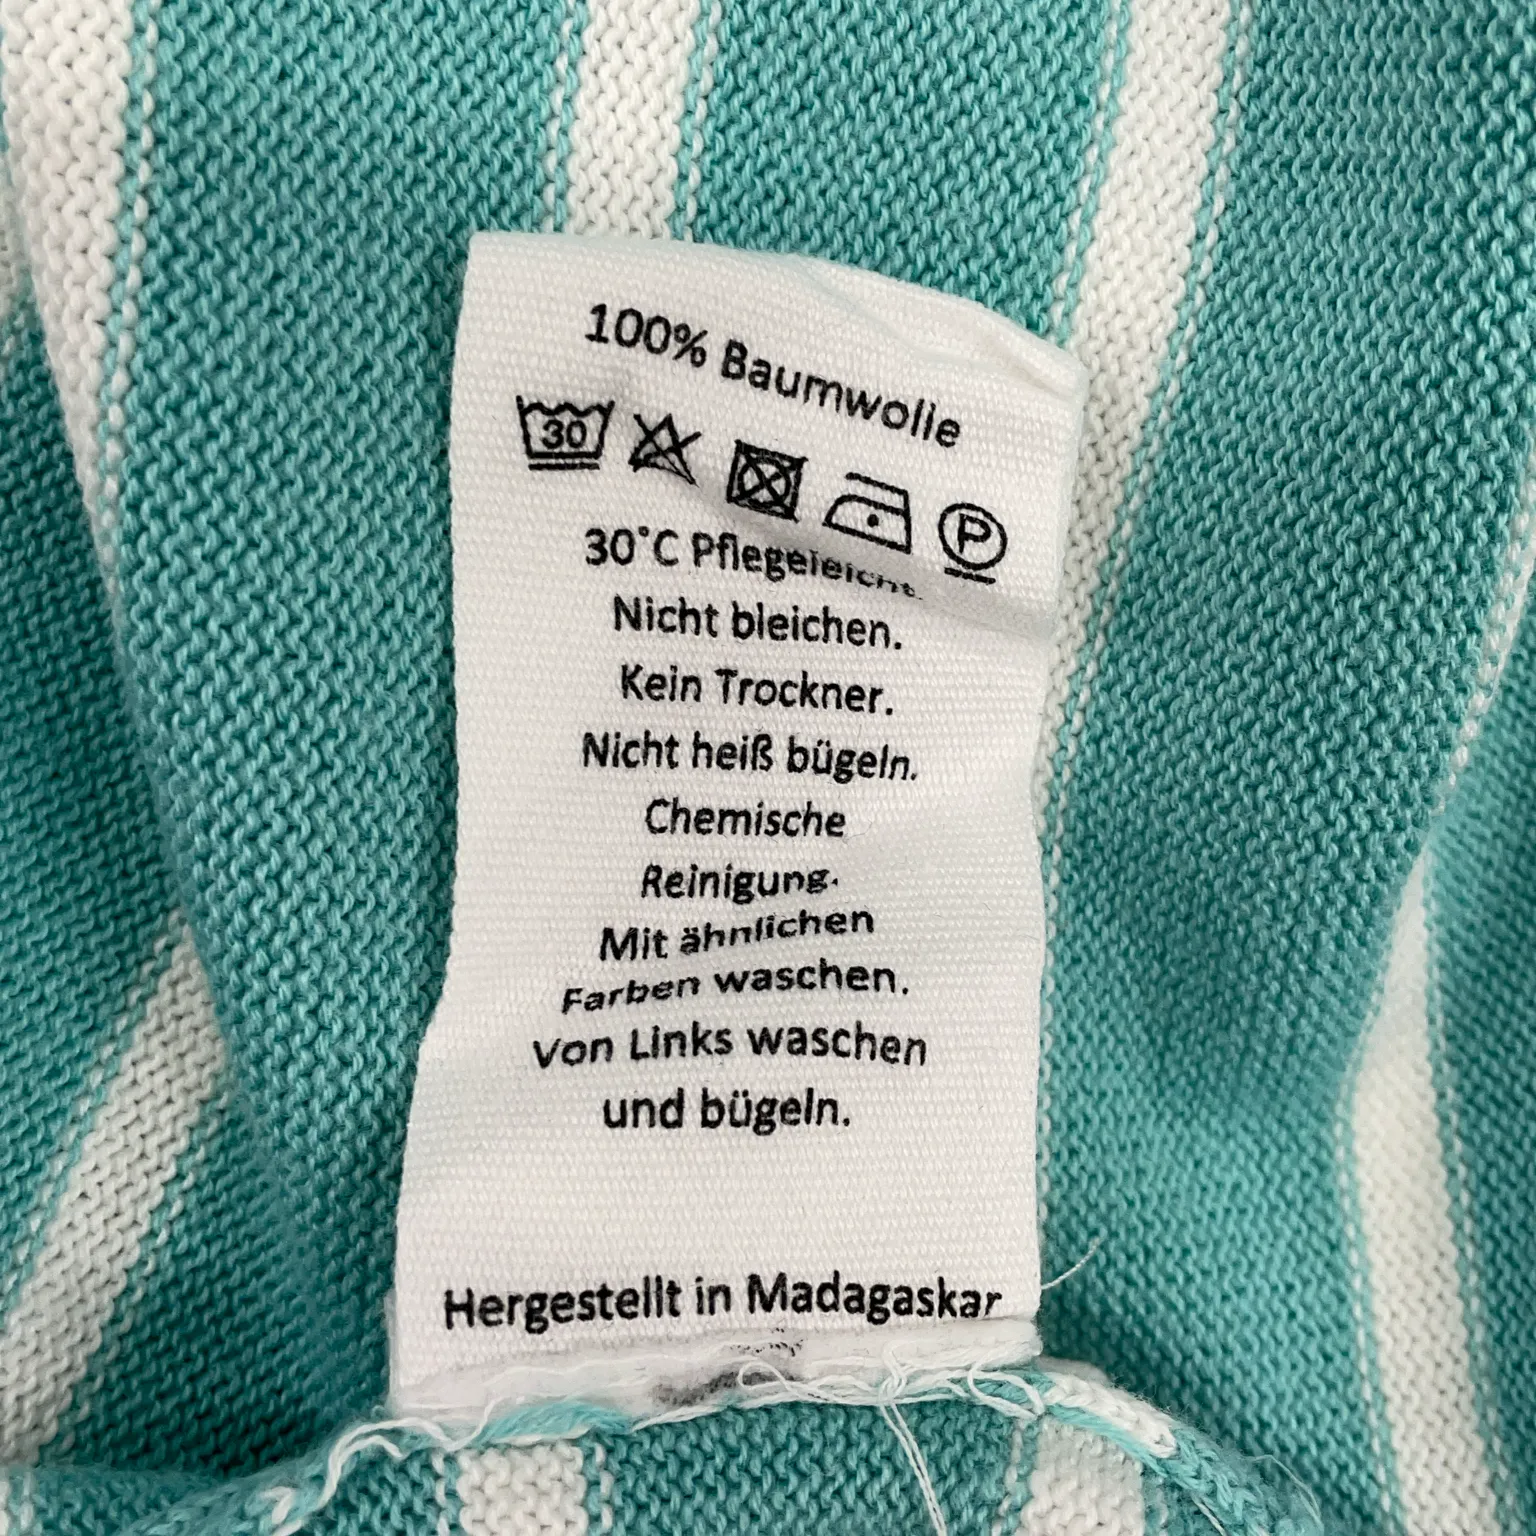 100% Baumwolle
30
P
30°C Pflegeleicht.
Nicht bleichen.
Kein Trockner.
Nicht heiß bügeln.
Chemische
Reinigung.
Mit ähnlichen
Farben waschen.
Von Links waschen
und bügeln.
Hergestellt in Madagaskar